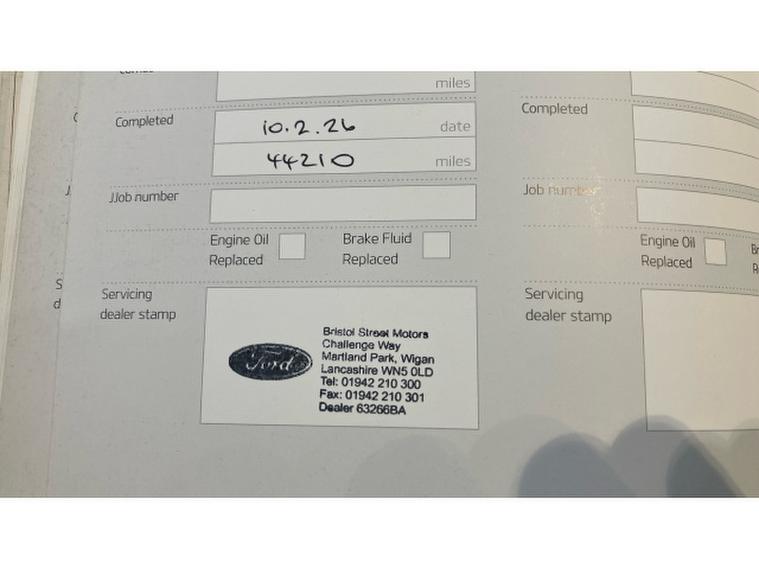 miles
Completed
10.2.26 date
44210 miles
JJob number
Engine Oil Replaced
Brake Fluid Replaced
Servicing
dealer stamp
Ford
Bristol Street Motors
Challenge Way
Martland Park, Wigan
Lancashire WN5 0LD
Tel: 01942 210 300
Fax: 01942 210 301
Dealer 63266BA
Completed
Job number
Engine Oil
Replaced
Servicing
dealer stamp